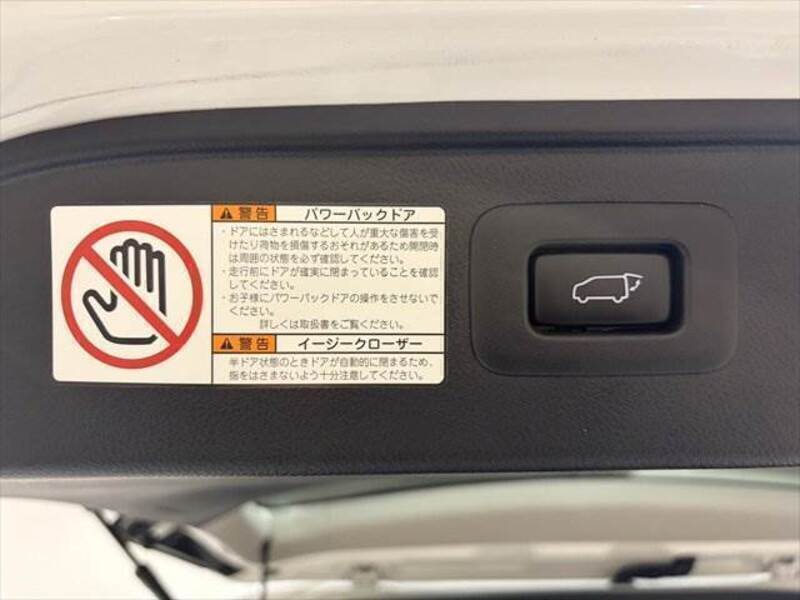 警告 パワーバックドア
・ドアにはさまれるなどして人が重大な傷害を受
けたり荷物を損傷するおそれがあるため開閉時
は周囲の状態を必ず確認してください。
・走行前にドアが確実に閉まっていることを確認
してください。
・お子様にパワーバックドアの操作をさせないで
ください。
詳しくは取扱書をご覧ください。
警告 イージークローザー
半ドア状態のときドアが自動的に閉まるため、
指をはさまないよう十分注意してください。